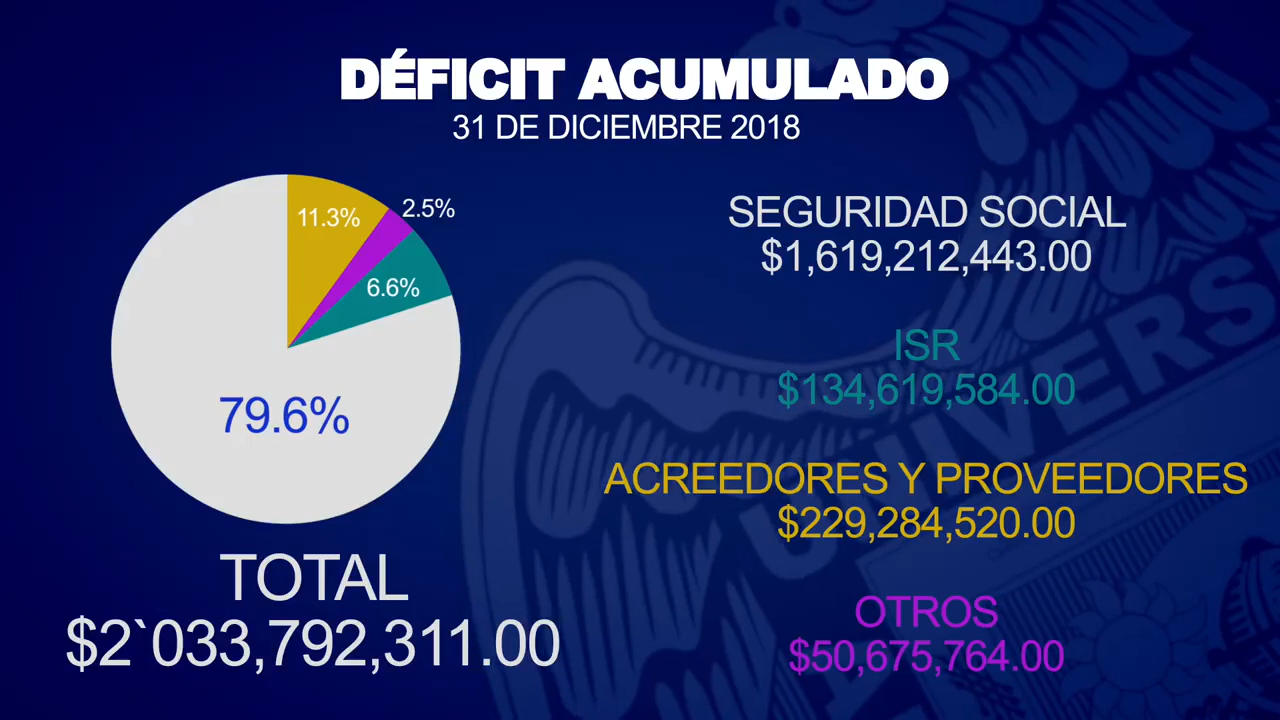 DÉFICIT ACUMULADO
31 DE DICIEMBRE 2018
11.3%
2.5%
6.6%
79.6%
TOTAL
$2`033,792,311.00
SEGURIDAD SOCIAL
$1,619,212,443.00
ISR
$134,619,584.00
ACREEDORES Y PROVEEDORES
$229,284,520.00
OTROS
$50,675,764.00
UNIVERS